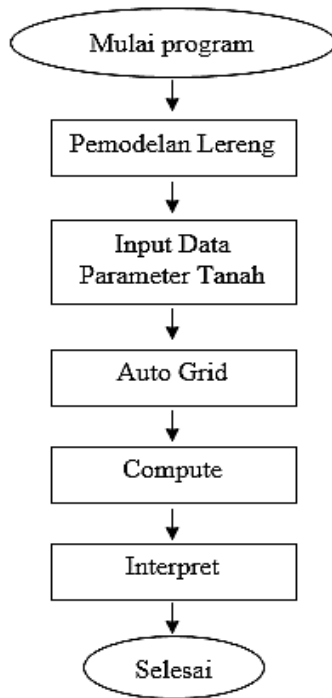 Mulai program
Pemodelan Lereng
Input Data
Parameter Tanah
Auto Grid
Compute
Interpret
Selesai